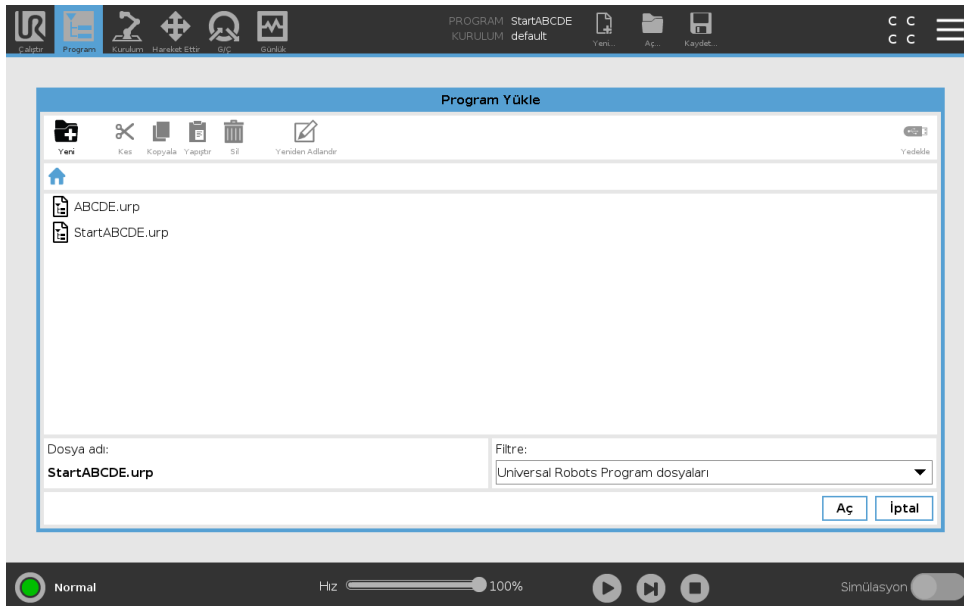 PROGRAM StartABCDE
KURULUM default
C C
C C
Çalıştır Program Kurulum Hareket Ettir G/Ç Günlük Yeni... Aç... Kaydet...
Program Yükle
Yeni Kes Kopyala Yapıştır Sil Yeniden Adlandır Yedekle
ABCDE.urp
StartABCDE.urp
Dosya adı: Filtre:
StartABCDE.urp Universal Robots Program dosyaları
Aç İptal
Normal Hız 100% Simülasyon